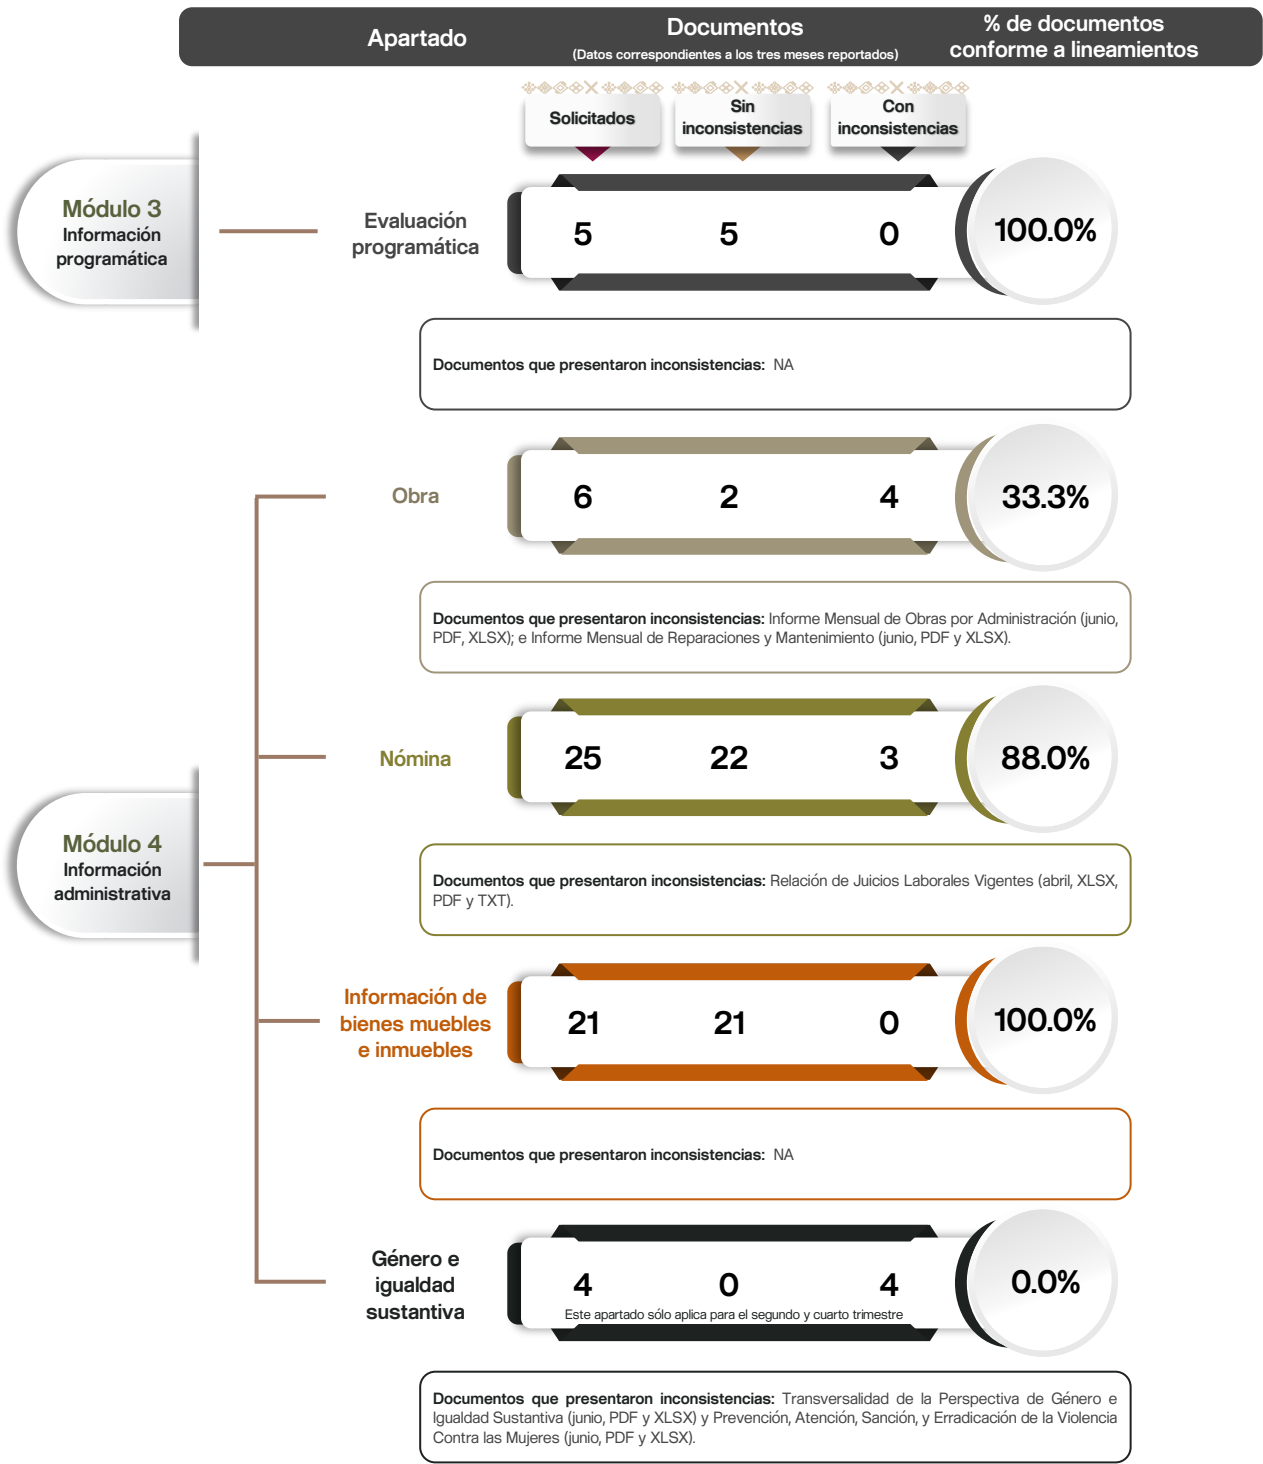 Apartado
Documentos
(Datos correspondientes a los tres meses reportados)
% de documentos
conforme a lineamientos
Solicitados
Sin
inconsistencias
Con
inconsistencias
Módulo 3
Información
programática
Evaluación
programática
5 5 0 100.0%
Documentos que presentaron inconsistencias: NA
Módulo 4
Información
administrativa
Obra
6 2 4 33.3%
Documentos que presentaron inconsistencias: Informe Mensual de Obras por Administración (junio,
PDF, XLSX); e Informe Mensual de Reparaciones y Mantenimiento (junio, PDF y XLSX).
Nómina
25 22 3 88.0%
Documentos que presentaron inconsistencias: Relación de Juicios Laborales Vigentes (abril, XLSX,
PDF y TXT).
Información de
bienes muebles
e inmuebles
21 21 0 100.0%
Documentos que presentaron inconsistencias: NA
Género e
igualdad
sustantiva
4 0 4 0.0%
Este apartado sólo aplica para el segundo y cuarto trimestre
Documentos que presentaron inconsistencias: Transversalidad de la Perspectiva de Género e
Igualdad Sustantiva (junio, PDF y XLSX) y Prevención, Atención, Sanción, y Erradicación de la Violencia
Contra las Mujeres (junio, PDF y XLSX).